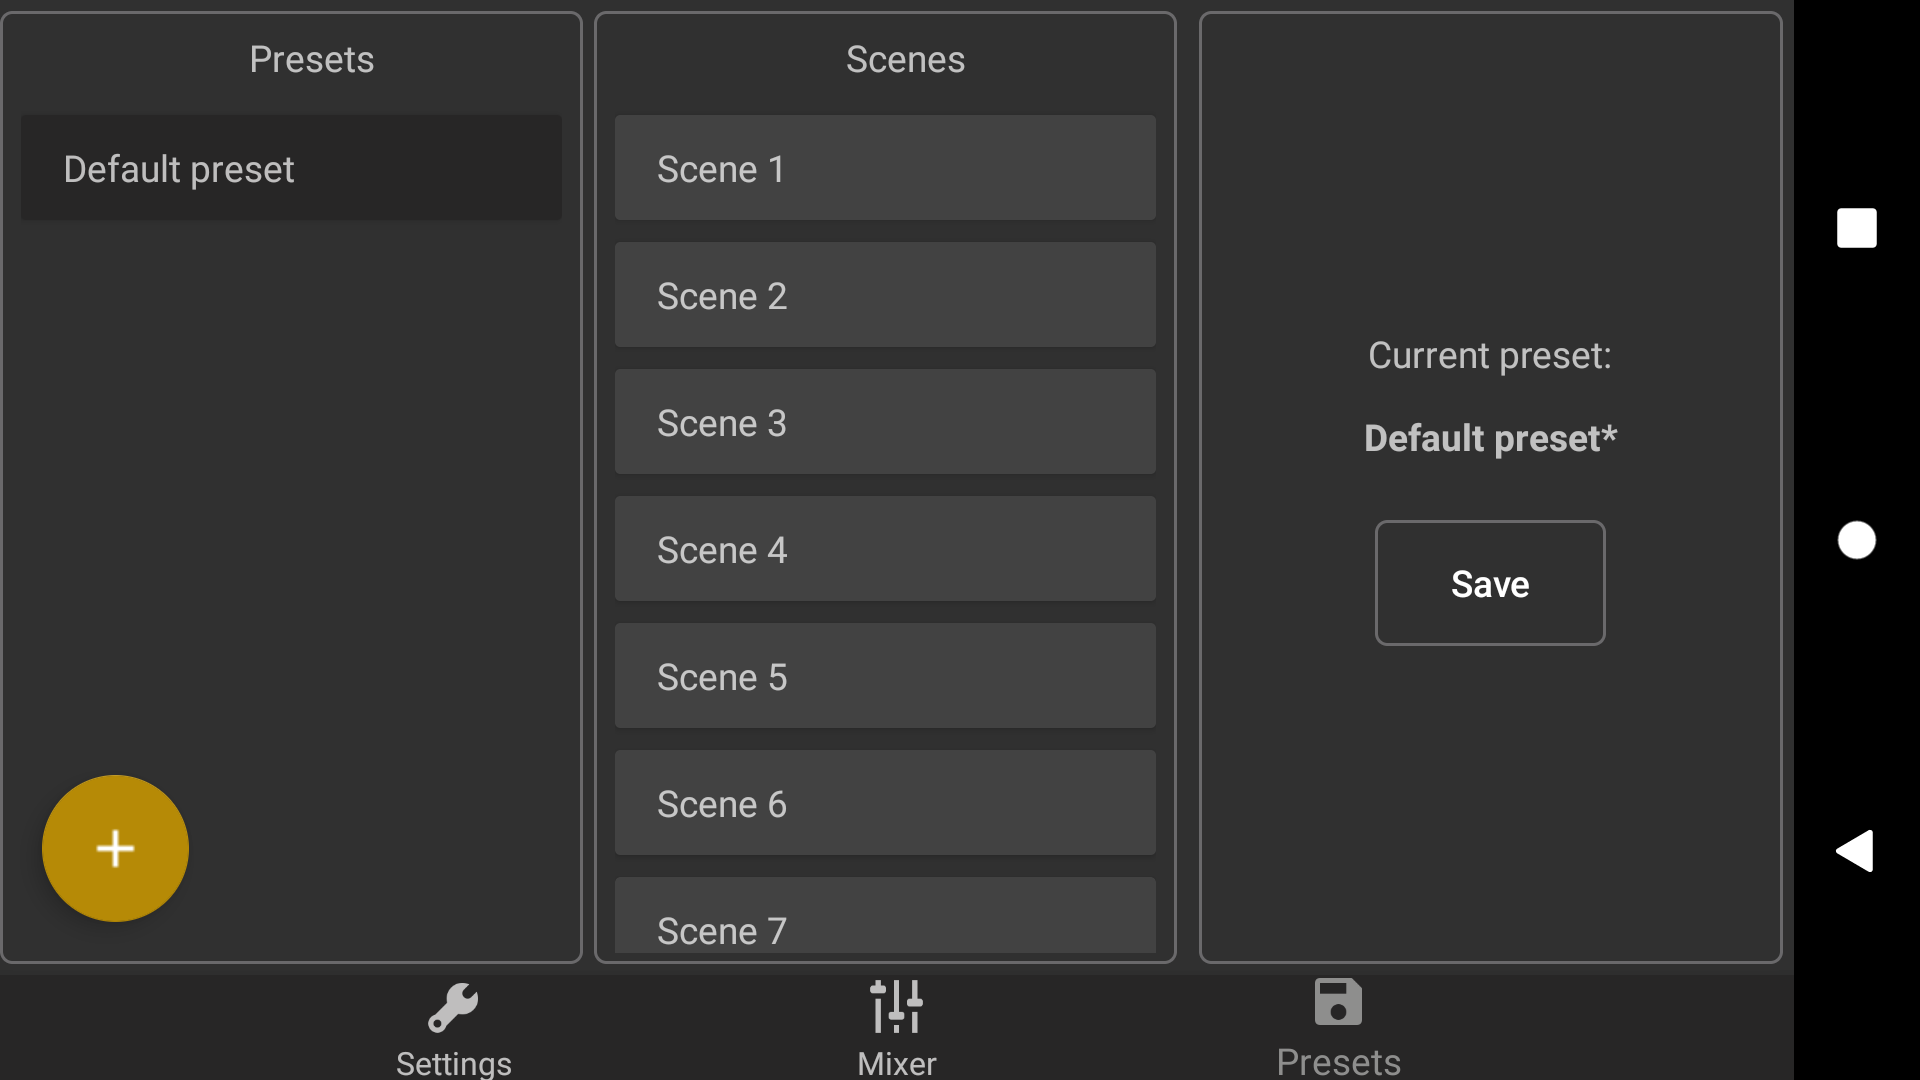 Presets
Default preset
Scenes
Scene 1
Scene 2
Scene 3
Scene 4
Scene 5
Scene 6
Scene 7
Current preset:
Default preset*
Save
Settings
Mixer
Presets